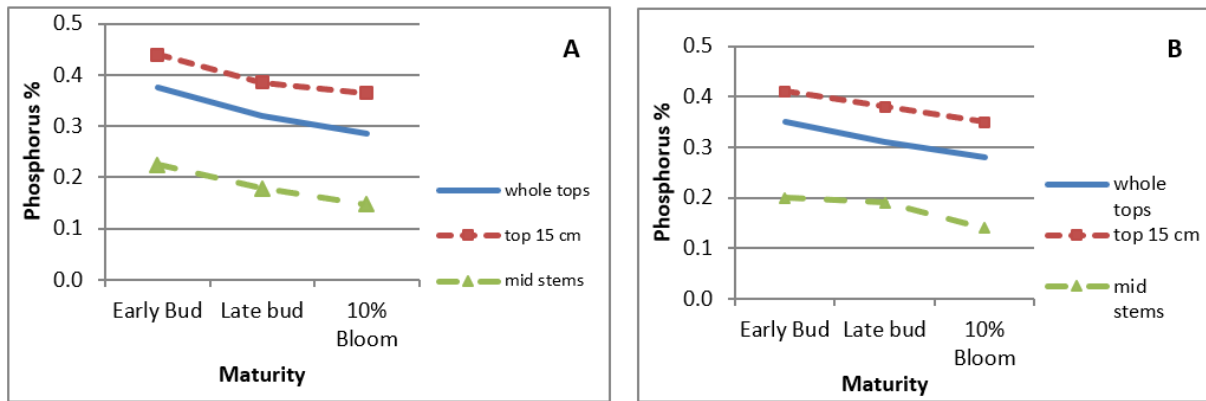 A
0.5
0.4
0.3
0.2
0.1
0.0
Phosphorus %
Early Bud
Late bud
10%
Bloom
Maturity
whole tops
top 15 cm
mid stems
B
0.5
0.4
0.3
0.2
0.1
0.0
Phosphorus %
Early Bud
Late bud
10%
Bloom
Maturity
whole
tops
top 15 cm
mid
stems